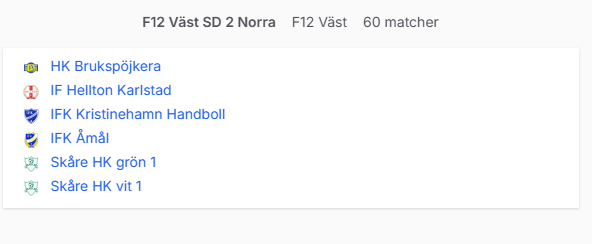 F12 Väst SD 2 Norra F12 Väst 60 matcher
HK Brukspöjkera
IF Hellton Karlstad
IFK Kristinehamn Handboll
IFK Åmål
Skåre HK grön 1
Skåre HK vit 1